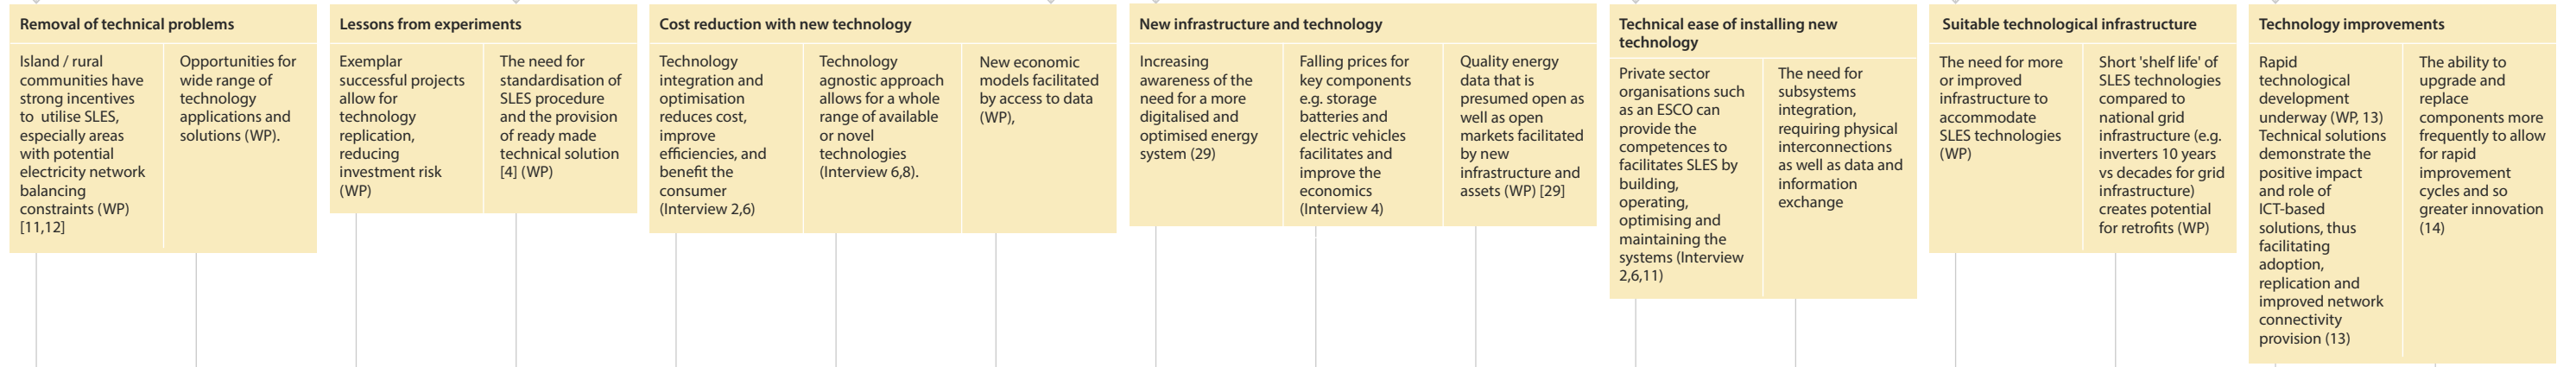 Removal of technical problems
Island / rural
communities have
strong incentives
to  utilise SLES,
especially areas
with potential
electricity network
balancing
constraints (WP)
[11,12]
Opportunities for
wide range of
technology
applications and
solutions (WP).
Lessons from experiments
Exemplar
successful projects
allow for
technology
replication,
reducing
investment risk
(WP)
The need for
standardisation of
SLES procedure
and the provision
of ready made
technical solution
[4] (WP)
Cost reduction with new technology
Technology
integration and
optimisation
reduces cost,
improve
efficiencies, and
benefit the
consumer
(Interview 2,6)
Technology
agnostic approach
allows for a whole
range of available
or novel
technologies
(Interview 6,8).
New economic
models facilitated
by access to data
(WP),
New infrastructure and technology
Increasing
awareness of the
need for a more
digitalised and
optimised energy
system (29)
Falling prices for
key components
e.g. storage
batteries and
electric vehicles
facilitates and
improve the
economics
(Interview 4)
Quality energy
data that is
presumed open as
well as open
markets facilitated
by new
infrastructure and
assets (WP) [29]
Technical ease of installing new
technology
Private sector
organisations such
as an ESCO can
provide the
competences to
facilitates SLES by
building,
operating,
optimising and
maintaining the
systems (Interview
2,6,11)
The need for
subsystems
integration,
requiring physical
interconnections
as well as data and
information
exchange
Suitable technological infrastructure
The need for more
or improved
infrastructure to
accommodate
SLES technologies
(WP)
Short 'shelf life' of
SLES technologies
compared to
national grid
infrastructure (e.g.
inverters 10 years
vs decades for grid
infrastructure)
creates potential
for retrofits (WP)
Technology improvements
Rapid
technological
development
underway (WP, 13)
Technical solutions
demonstrate the
positive impact
and role of
ICT-based
solutions, thus
facilitating
adoption,
replication and
improved network
connectivity
provision (13)
The ability to
upgrade and
replace
components more
frequently to allow
for rapid
improvement
cycles and so
greater innovation
(14)